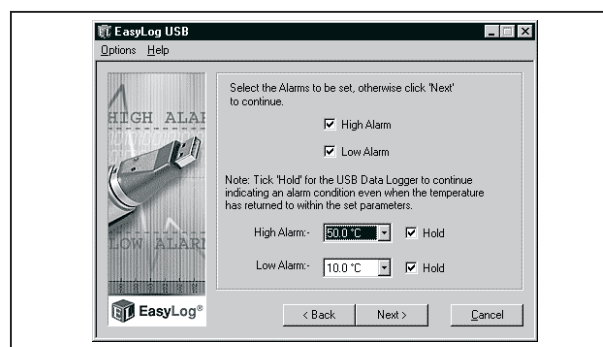 EasyLog USB
Options Help
HIGH ALAR
LOW ALARM
EL EasyLog®
Select the Alarms to be set, otherwise click 'Next'
to continue.
High Alarm
Low Alarm
Note: Tick 'Hold' for the USB Data Logger to continue
indicating an alarm condition even when the temperature
has returned to within the set parameters.
High Alarm:- 50.0 °C Hold
Low Alarm:- 10.0 °C Hold
< Back Next > Cancel